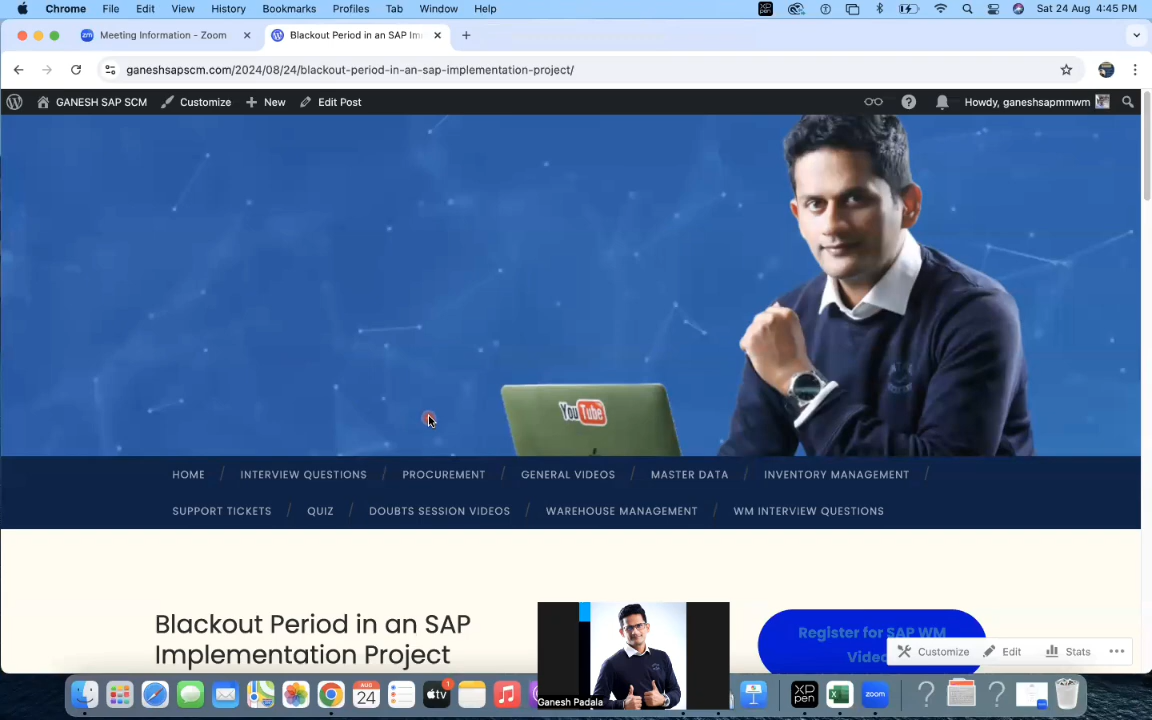 Chrome File Edit View History Bookmarks Profiles Tab Window Help Sat 24 Aug 4:45 PM
zm Meeting Information - Zoom Blackout Period in an SAP Im
ganeshsapscm.com/2024/08/24/blackout-period-in-an-sap-implementation-project/
GANESH SAP SCM Customize New Edit Post Howdy, ganeshsapmmwm
YouTube
HOME / INTERVIEW QUESTIONS / PROCUREMENT / GENERAL VIDEOS / MASTER DATA / INVENTORY MANAGEMENT /
SUPPORT TICKETS / QUIZ / DOUBTS SESSION VIDEOS / WAREHOUSE MANAGEMENT / WM INTERVIEW QUESTIONS
Blackout Period in an SAP
Implementation Project
Register for SAP WM
Customize Edit Stats
Ganesh Padala
AUG
24
tv
1
XP
pen
zoom